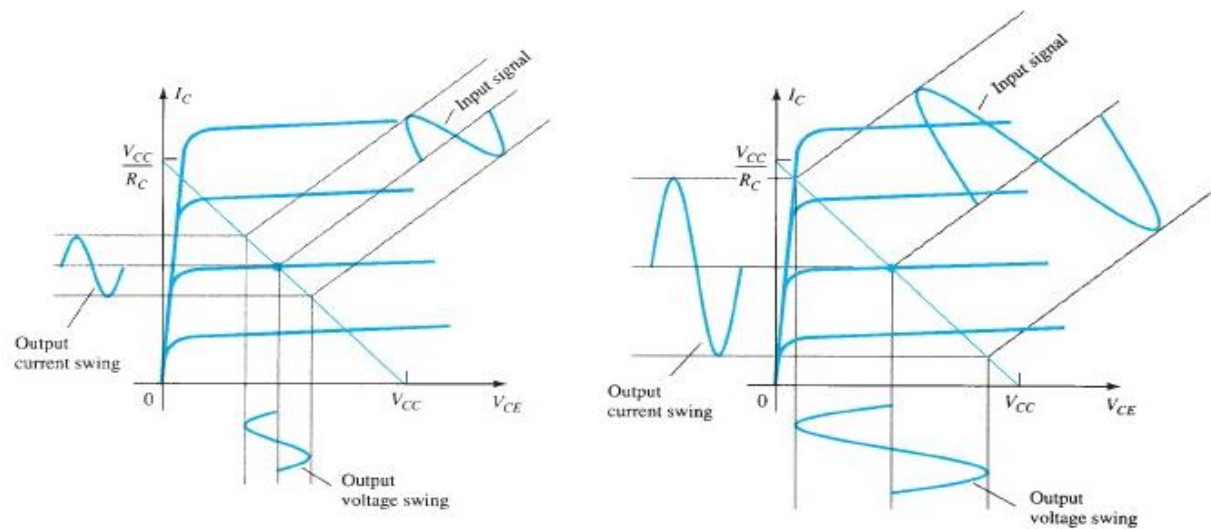 Input signal
I_C
V_CC
R_C
Output
current swing
0
V_CC
V_CE
Output
voltage swing
Input signal
I_C
V_CC
R_C
Output
current swing
0
V_CC
V_CE
Output
voltage swing